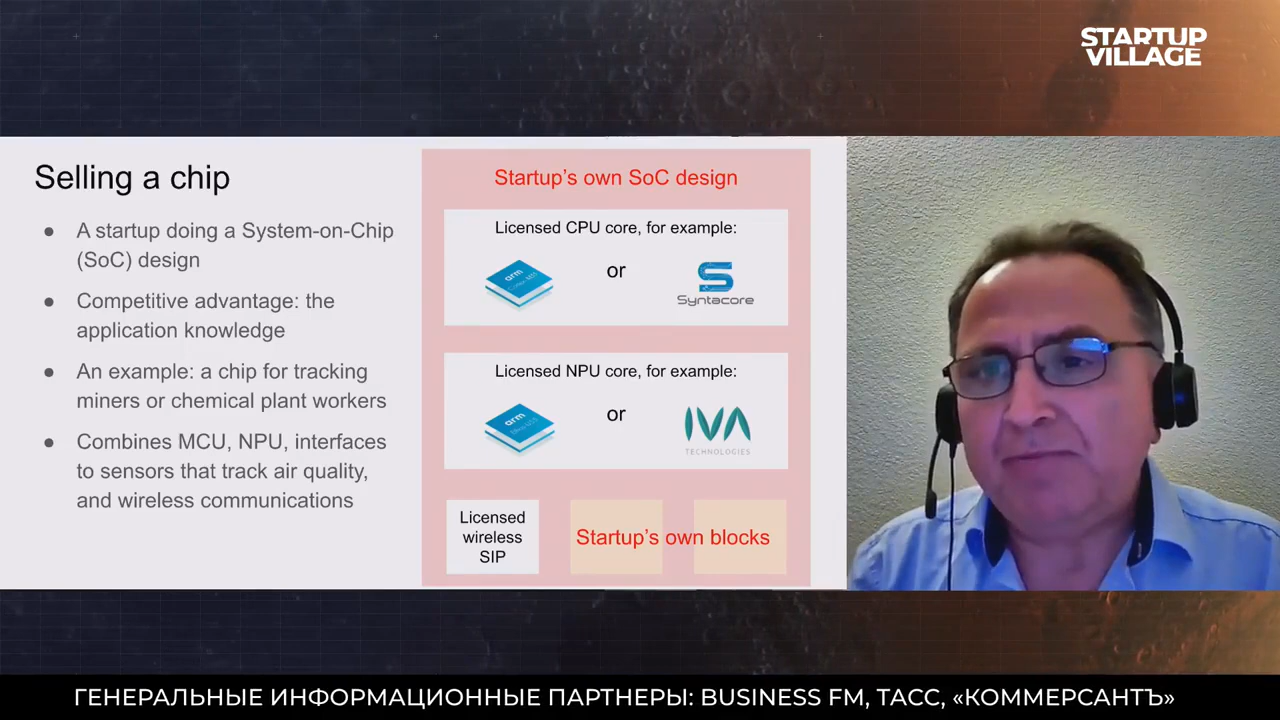 STARTUP
VILLAGE
Selling a chip
● A startup doing a System-on-Chip
(SoC) design
● Competitive advantage: the
application knowledge
● An example: a chip for tracking
miners or chemical plant workers
● Combines MCU, NPU, interfaces
to sensors that track air quality,
and wireless communications
Startup's own SoC design
Licensed CPU core, for example:
arm
or
Syntacore
Licensed NPU core, for example:
arm
or
IVA
TECHNOLOGIES
Licensed
wireless
SIP
Startup's own blocks
ГЕНЕРАЛЬНЫЕ ИНФОРМАЦИОННЫЕ ПАРТНЕРЫ: BUSINESS FM, ТАСС, «КОММЕРСАНТЪ»